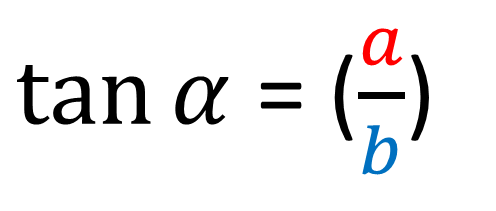 tan α = (a/b)